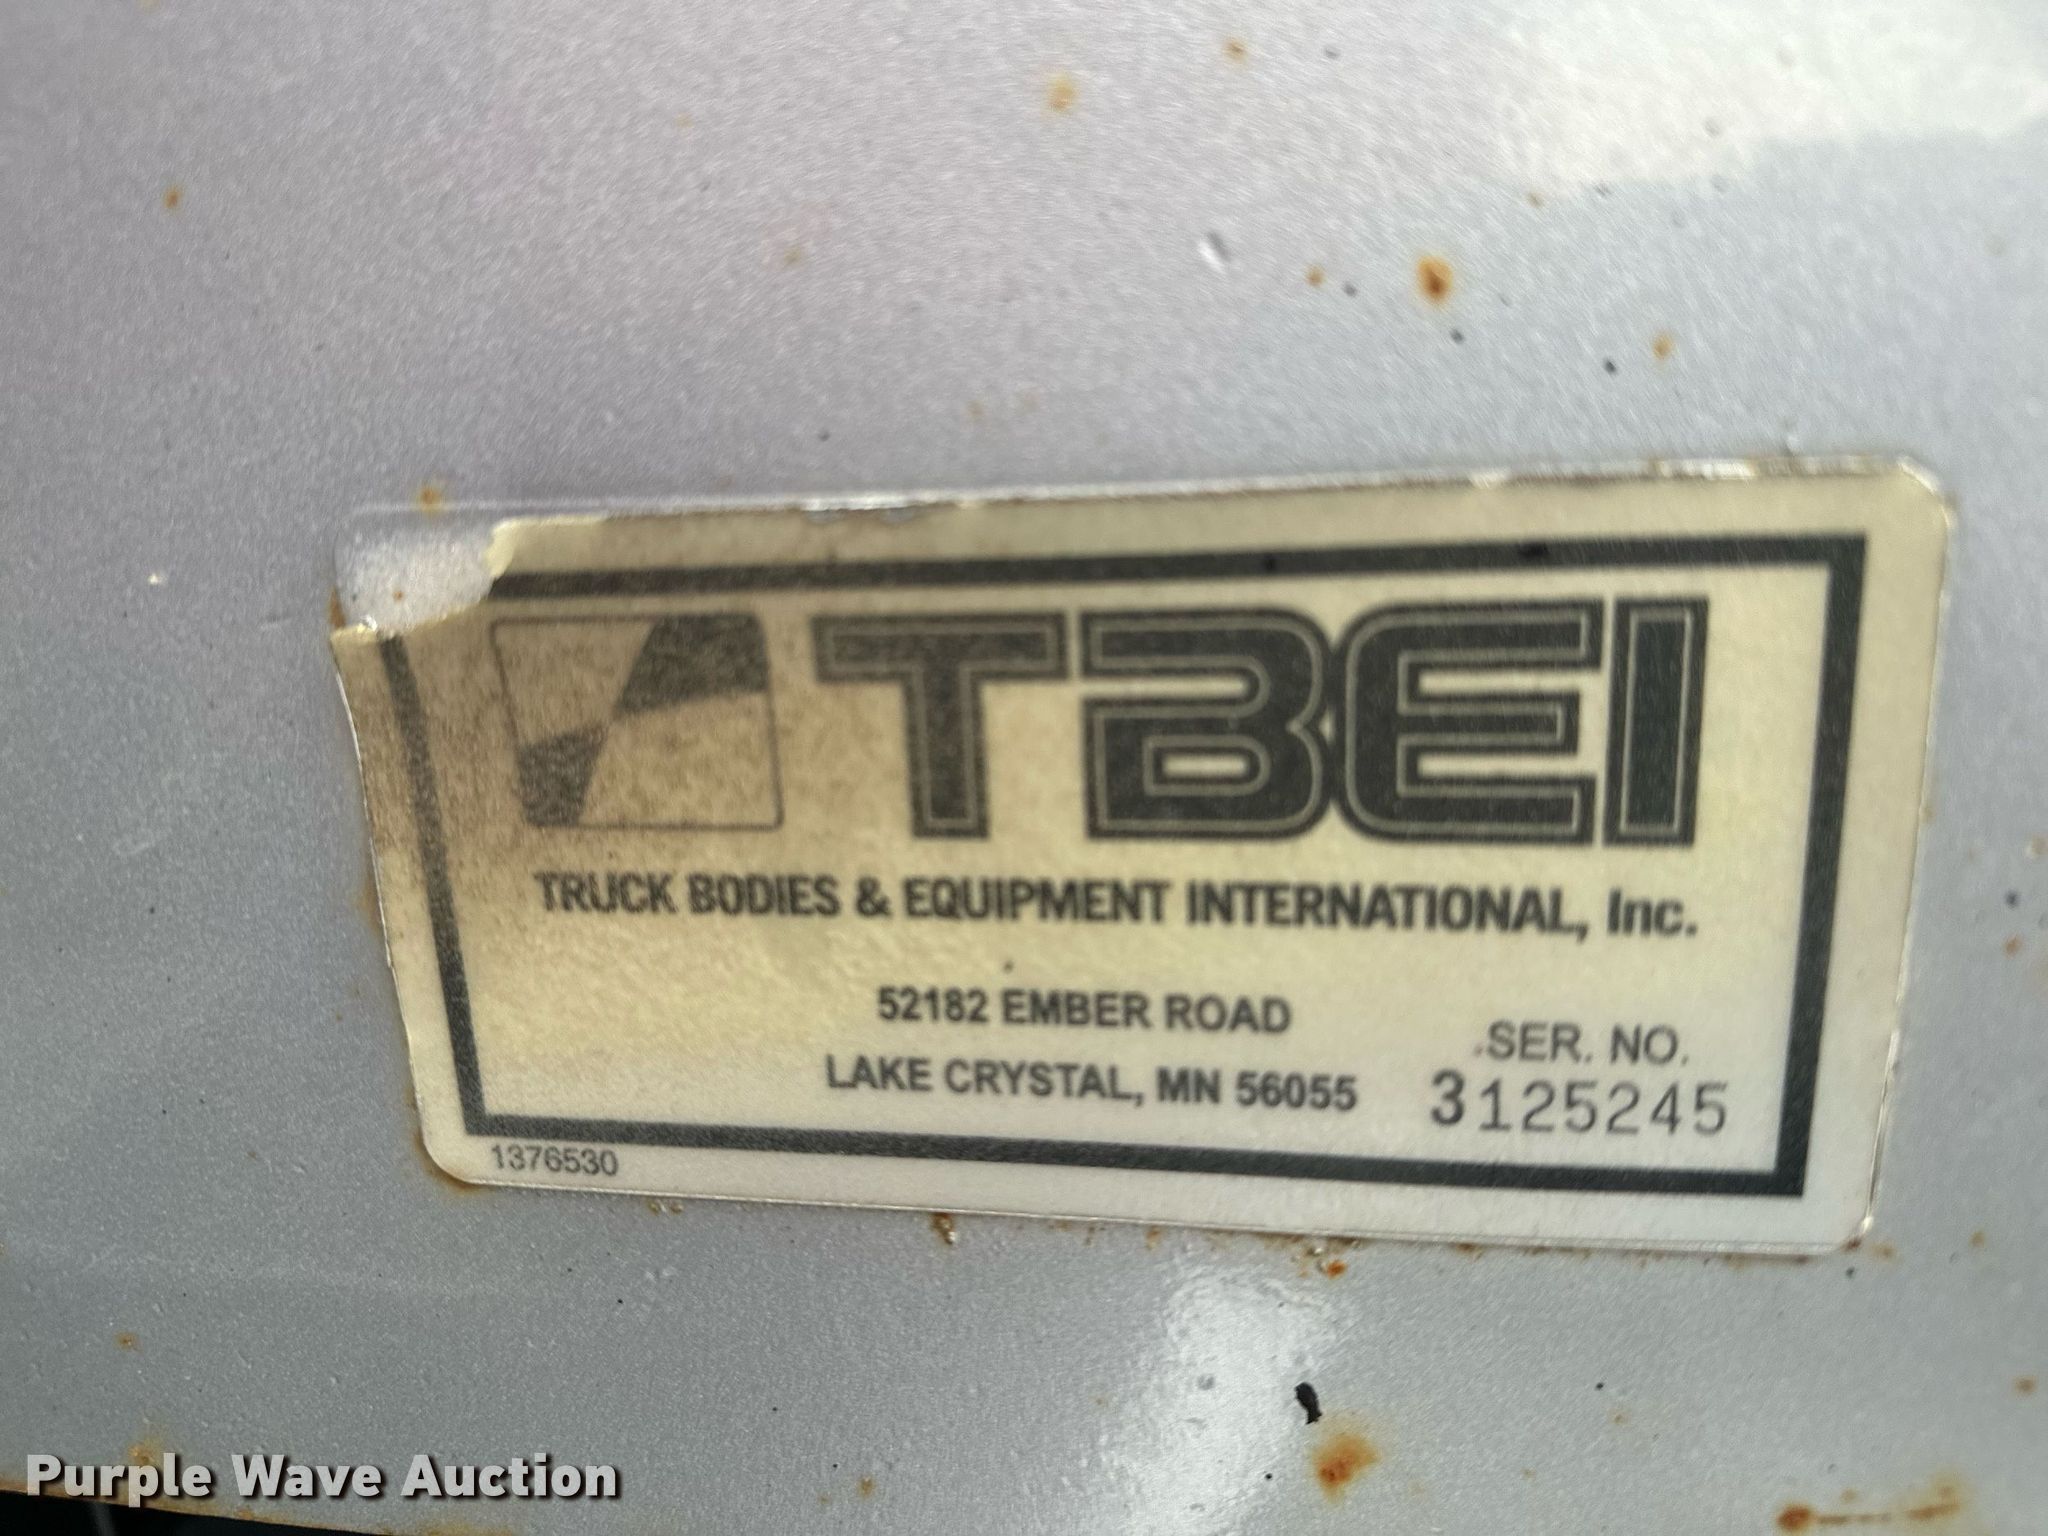 TBEI
TRUCK BODIES & EQUIPMENT INTERNATIONAL, Inc.
52182 EMBER ROAD
LAKE CRYSTAL, MN 56055
SER. NO.
3125245
1376530
Purple Wave Auction